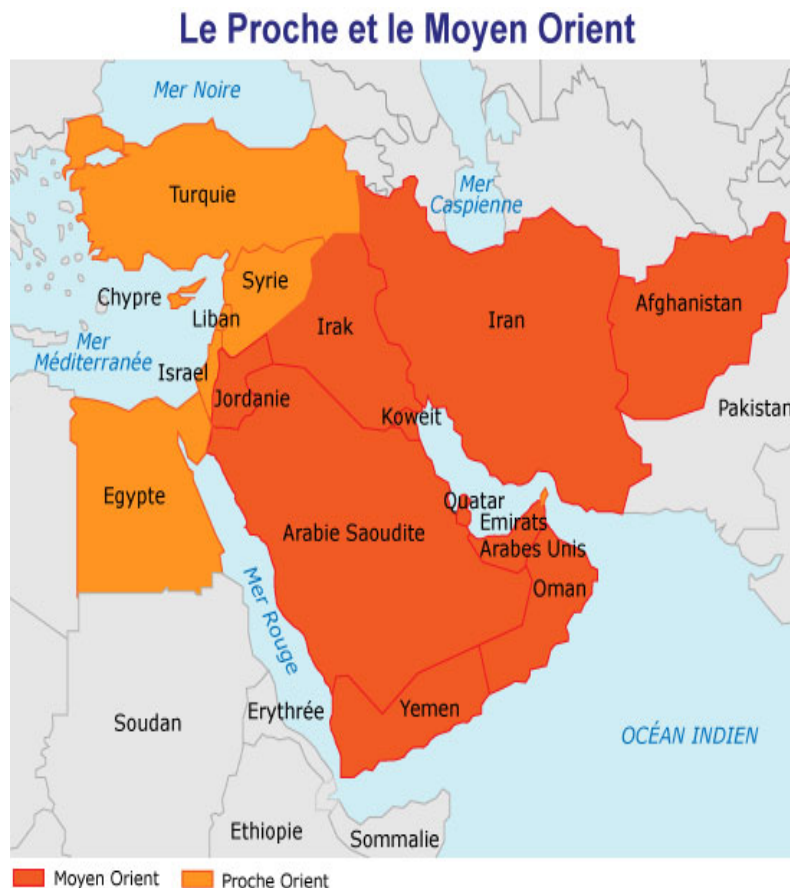 Le Proche et le Moyen Orient
Mer Noire
Mer
Caspienne
Turquie
Chypre
Syrie
Liban
Irak
Iran
Afghanistan
Mer
Méditerranée
Israel
Jordanie
Koweit
Pakistan
Egypte
Arabie Saoudite
Quatar
Emirats
Arabes Unis
Oman
Mer Rouge
Yemen
Soudan
Erythrée
OCÉAN INDIEN
Ethiopie
Sommalie
Moyen Orient
Proche Orient